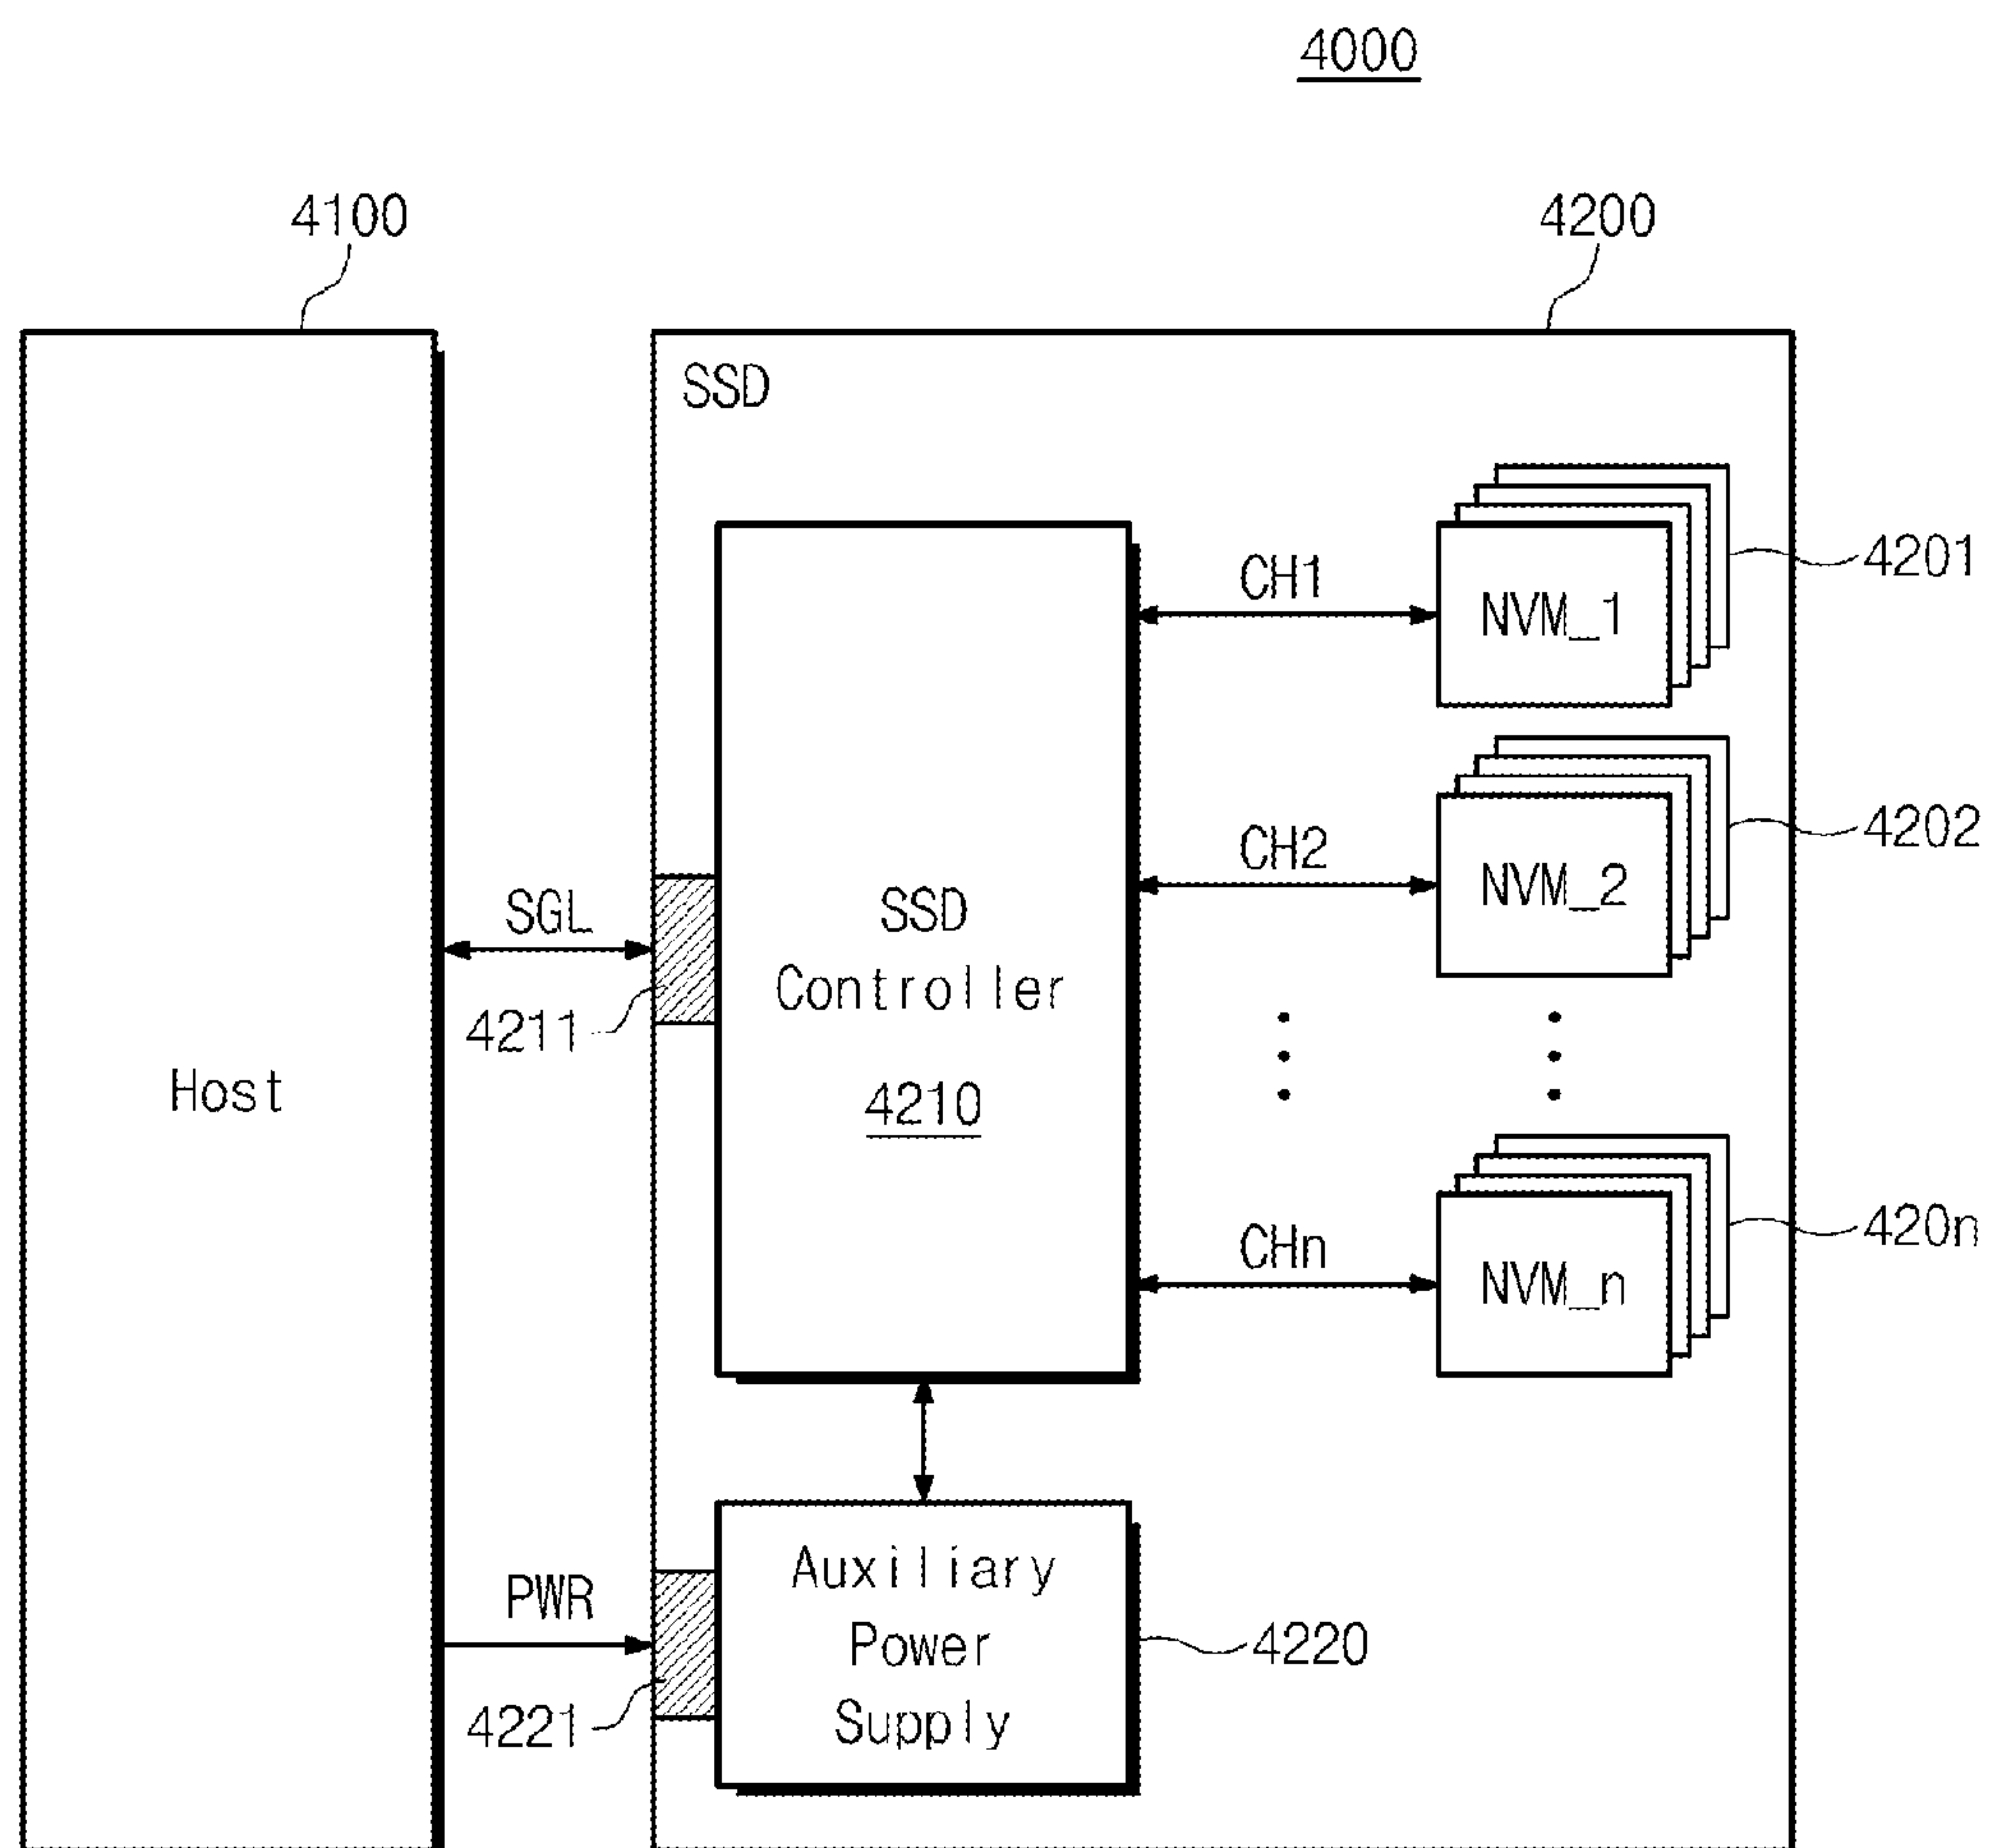 4000
4100
4200
SSD
CH1
NVM_1
4201
CH2
NVM_2
4202
SGL
4211
SSD
Controller
4210
Host
CHn
NVM_n
420n
PWR
4221
Auxiliary
Power
Supply
4220